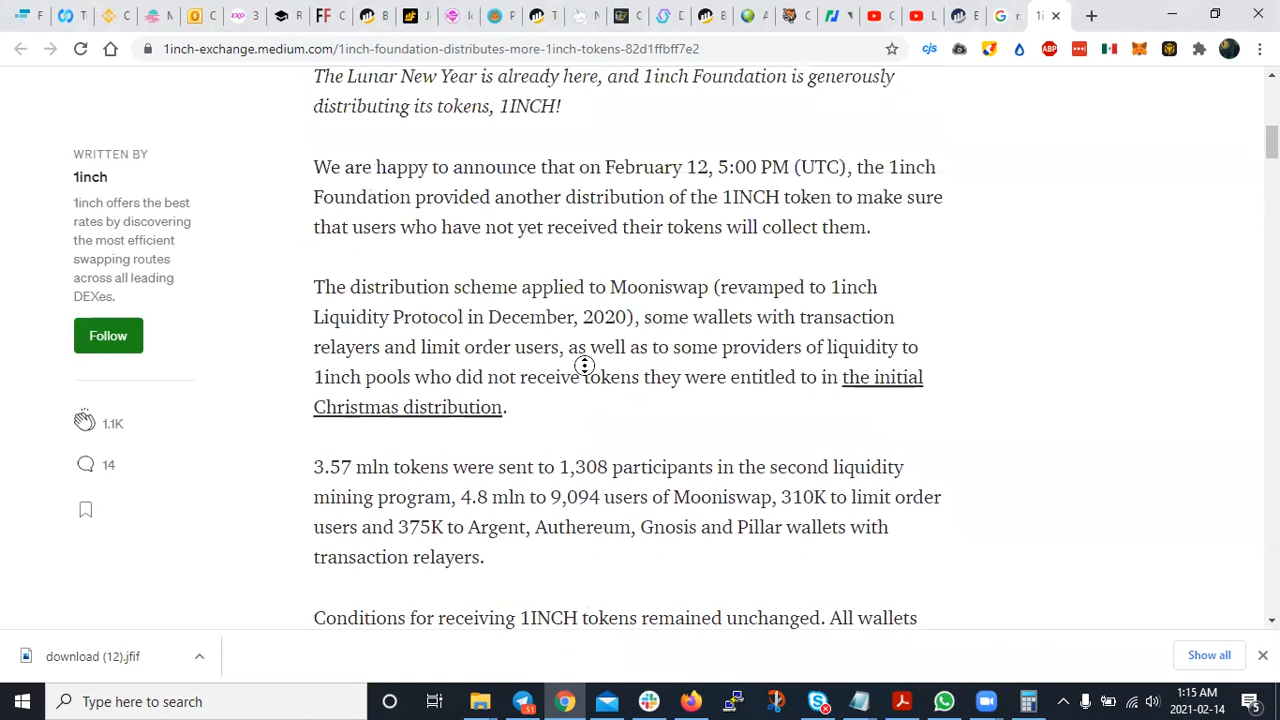 1inch-exchange.medium.com/1inch-foundation-distributes-more-1inch-tokens-82d1ffbff7e2
The Lunar New Year is already here, and 1inch Foundation is generously
distributing its tokens, 1INCH!
WRITTEN BY
1inch
1inch offers the best
rates by discovering
the most efficient
swapping routes
across all leading
DEXes.
Follow
1.1K
14
We are happy to announce that on February 12, 5:00 PM (UTC), the 1inch
Foundation provided another distribution of the 1INCH token to make sure
that users who have not yet received their tokens will collect them.
The distribution scheme applied to Mooniswap (revamped to 1inch
Liquidity Protocol in December, 2020), some wallets with transaction
relayers and limit order users, as well as to some providers of liquidity to
1inch pools who did not receive tokens they were entitled to in the initial
Christmas distribution.
3.57 mln tokens were sent to 1,308 participants in the second liquidity
mining program, 4.8 mln to 9,094 users of Mooniswap, 310K to limit order
users and 375K to Argent, Authereum, Gnosis and Pillar wallets with
transaction relayers.
Conditions for receiving 1INCH tokens remained unchanged. All wallets
download (12).jfif
Show all
Type here to search
1:15 AM
2021-02-14